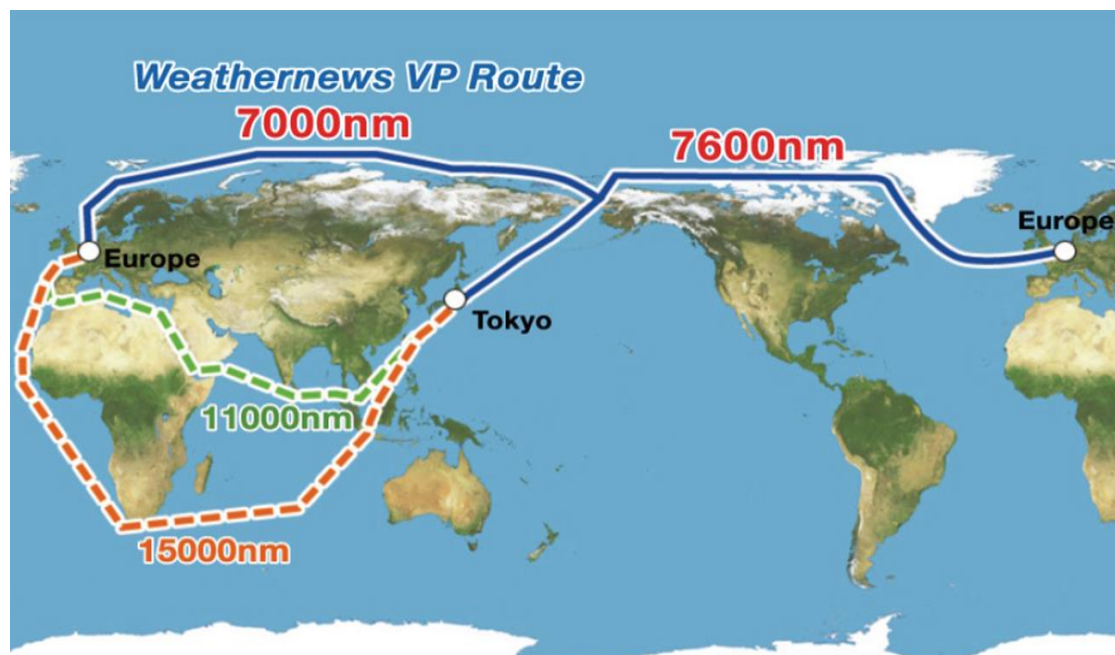 Weathernews VP Route
7000nm
7600nm
Europe
Europe
Tokyo
11000nm
15000nm